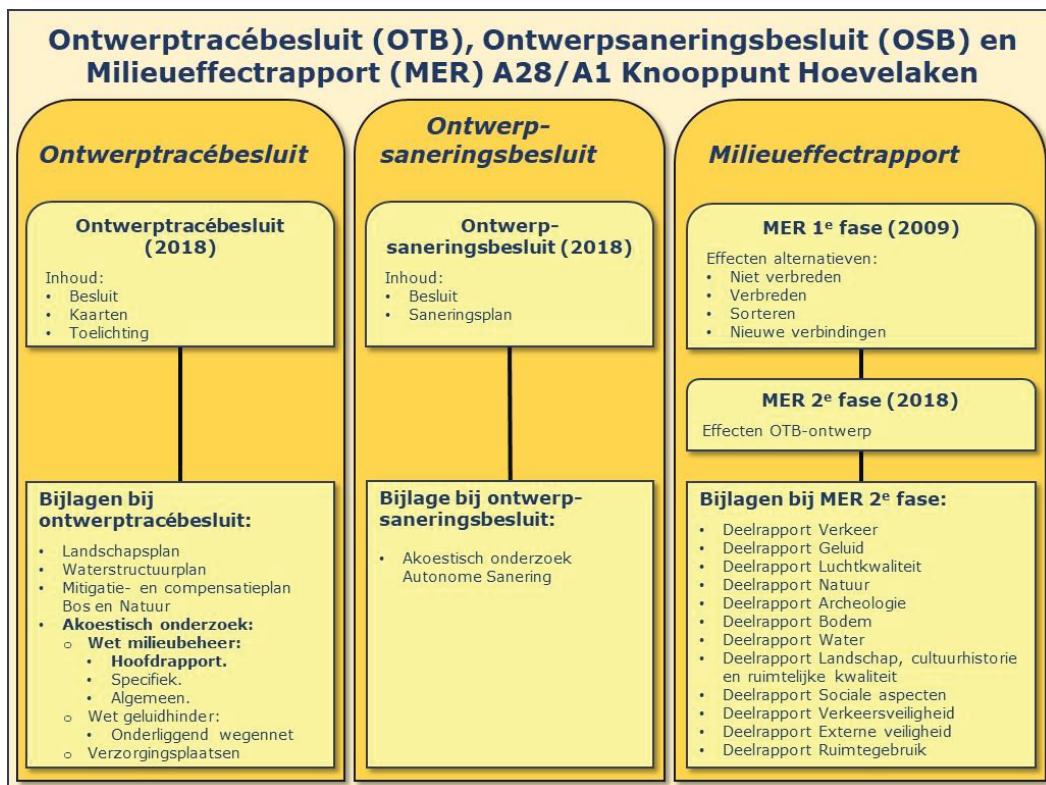 Ontwerptracébesluit (OTB), Ontwerpsaneringsbesluit (OSB) en
Milieueffectrapport (MER) A28/A1 Knooppunt Hoevelaken
Ontwerptracébesluit
Ontwerptracébesluit
(2018)
Inhoud:
• Besluit
• Kaarten
• Toelichting
Bijlagen bij
ontwerptracébesluit:
• Landschapsplan
• Waterstructuurplan
• Mitigatie- en compensatieplan
Bos en Natuur
• Akoestisch onderzoek:
o Wet milieubeheer:
• Hoofdrapport.
• Specifiek.
• Algemeen.
o Wet geluidhinder:
• Onderliggend wegennet
o Verzorgingsplaatsen
Ontwerp-
saneringsbesluit
Ontwerp-
saneringsbesluit (2018)
Inhoud:
• Besluit
• Saneringsplan
Bijlage bij ontwerp-
saneringsbesluit:
• Akoestisch onderzoek
Autonome Sanering
Milieueffectrapport
MER 1e fase (2009)
Effecten alternatieven:
• Niet verbreden
• Verbreden
• Sorteren
• Nieuwe verbindingen
MER 2e fase (2018)
Effecten OTB-ontwerp
Bijlagen bij MER 2e fase:
• Deelrapport Verkeer
• Deelrapport Geluid
• Deelrapport Luchtkwaliteit
• Deelrapport Natuur
• Deelrapport Archeologie
• Deelrapport Bodem
• Deelrapport Water
• Deelrapport Landschap, cultuurhistorie
en ruimtelijke kwaliteit
• Deelrapport Sociale aspecten
• Deelrapport Verkeersveiligheid
• Deelrapport Externe veiligheid
• Deelrapport Ruimtegebruik